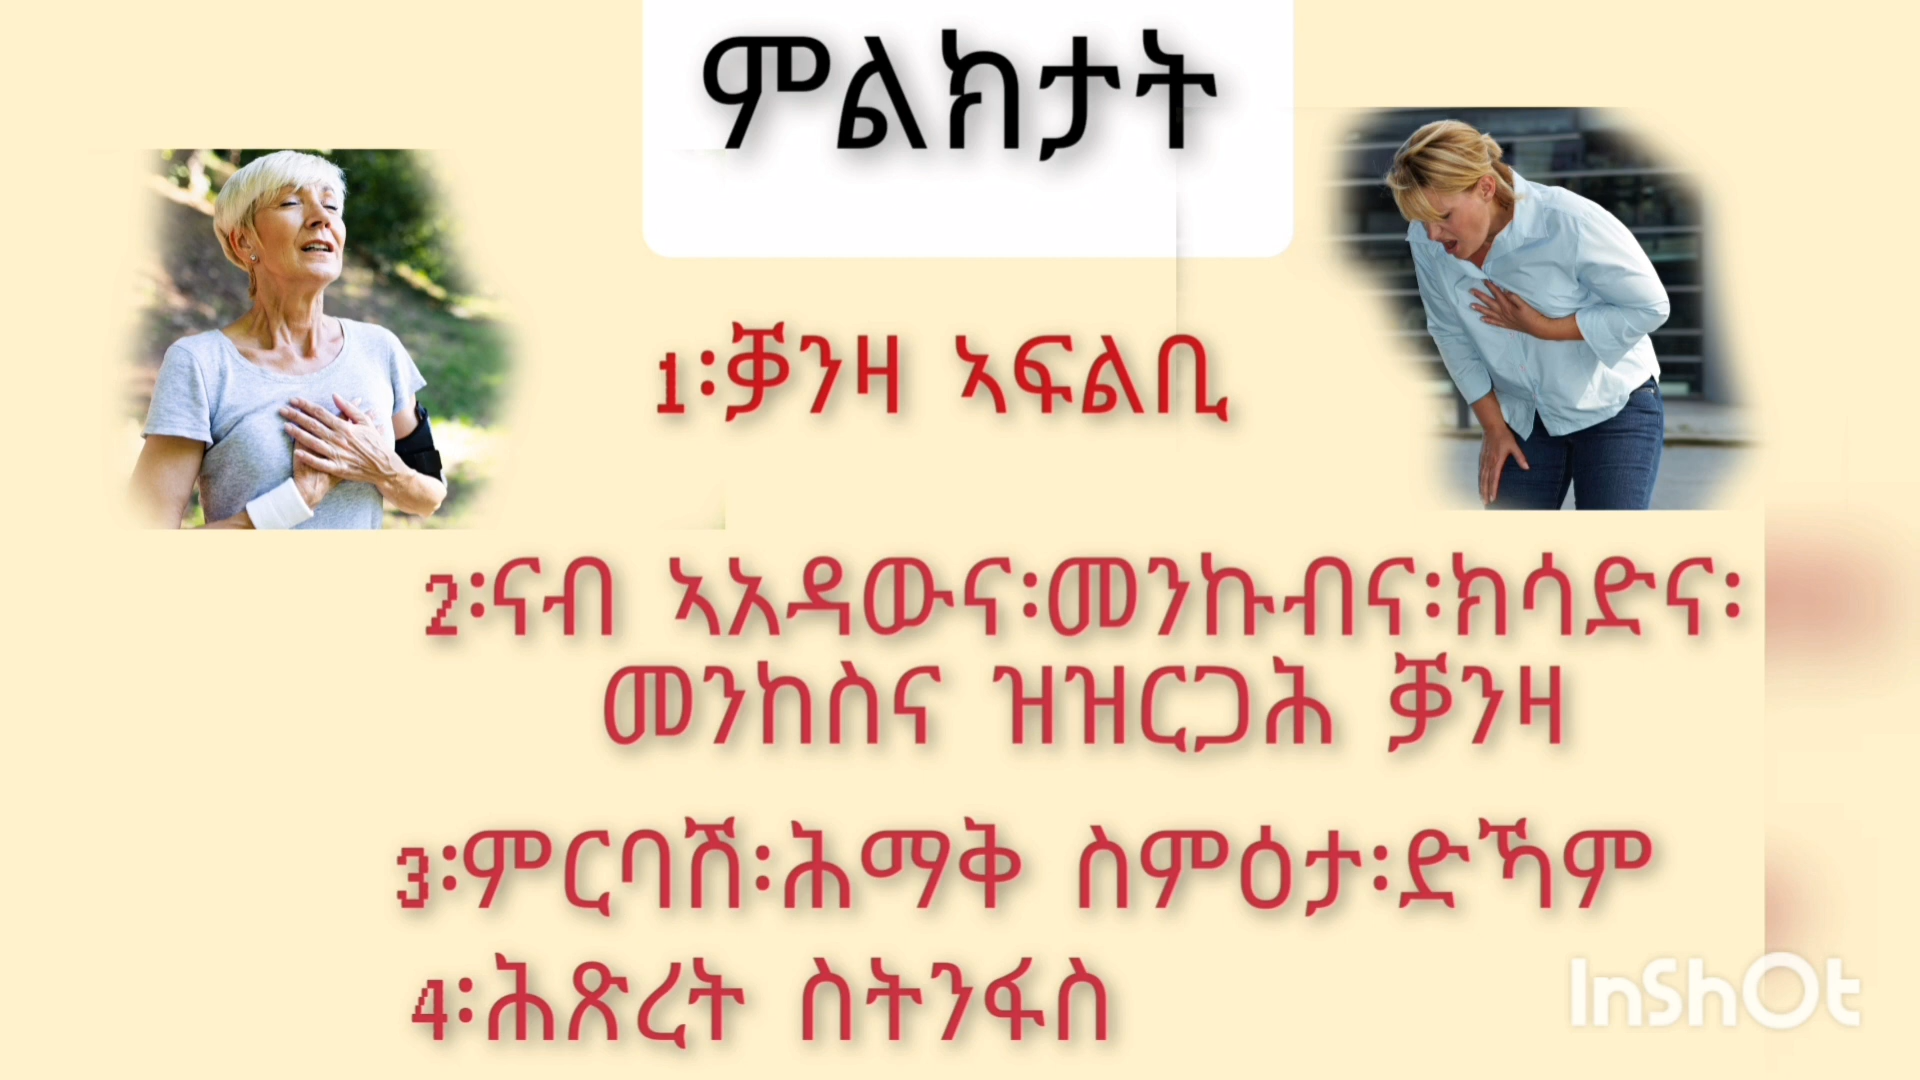 ምልክታት
1፡ቓንዛ ኣፍልቢ
2፡ናብ ኣእዳውና፡መንኩብና፡ክሳድና፡
መንከስና ዝዝርጋሕ ቓንዛ
3፡ምርባሽ፡ሕማቅ ስምዕታ፡ድኻም
4፡ሕጽረት ስትንፋስ
InShOt